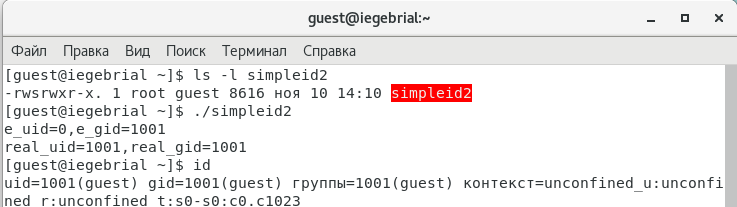 guest@iegebrial:~
Файл Правка Вид Поиск Терминал Справка
[guest@iegebrial ~]$ ls -l simpleid2
-rwsrwxr-x. 1 root guest 8616 ноя 10 14:10 simpleid2
[guest@iegebrial ~]$ ./simpleid2
e_uid=0,e_gid=1001
real_uid=1001,real_gid=1001
[guest@iegebrial ~]$ id
uid=1001(guest) gid=1001(guest) группы=1001(guest) контекст=unconfined_u:unconfi
ned_r:unconfined_t:s0-s0:c0.c1023